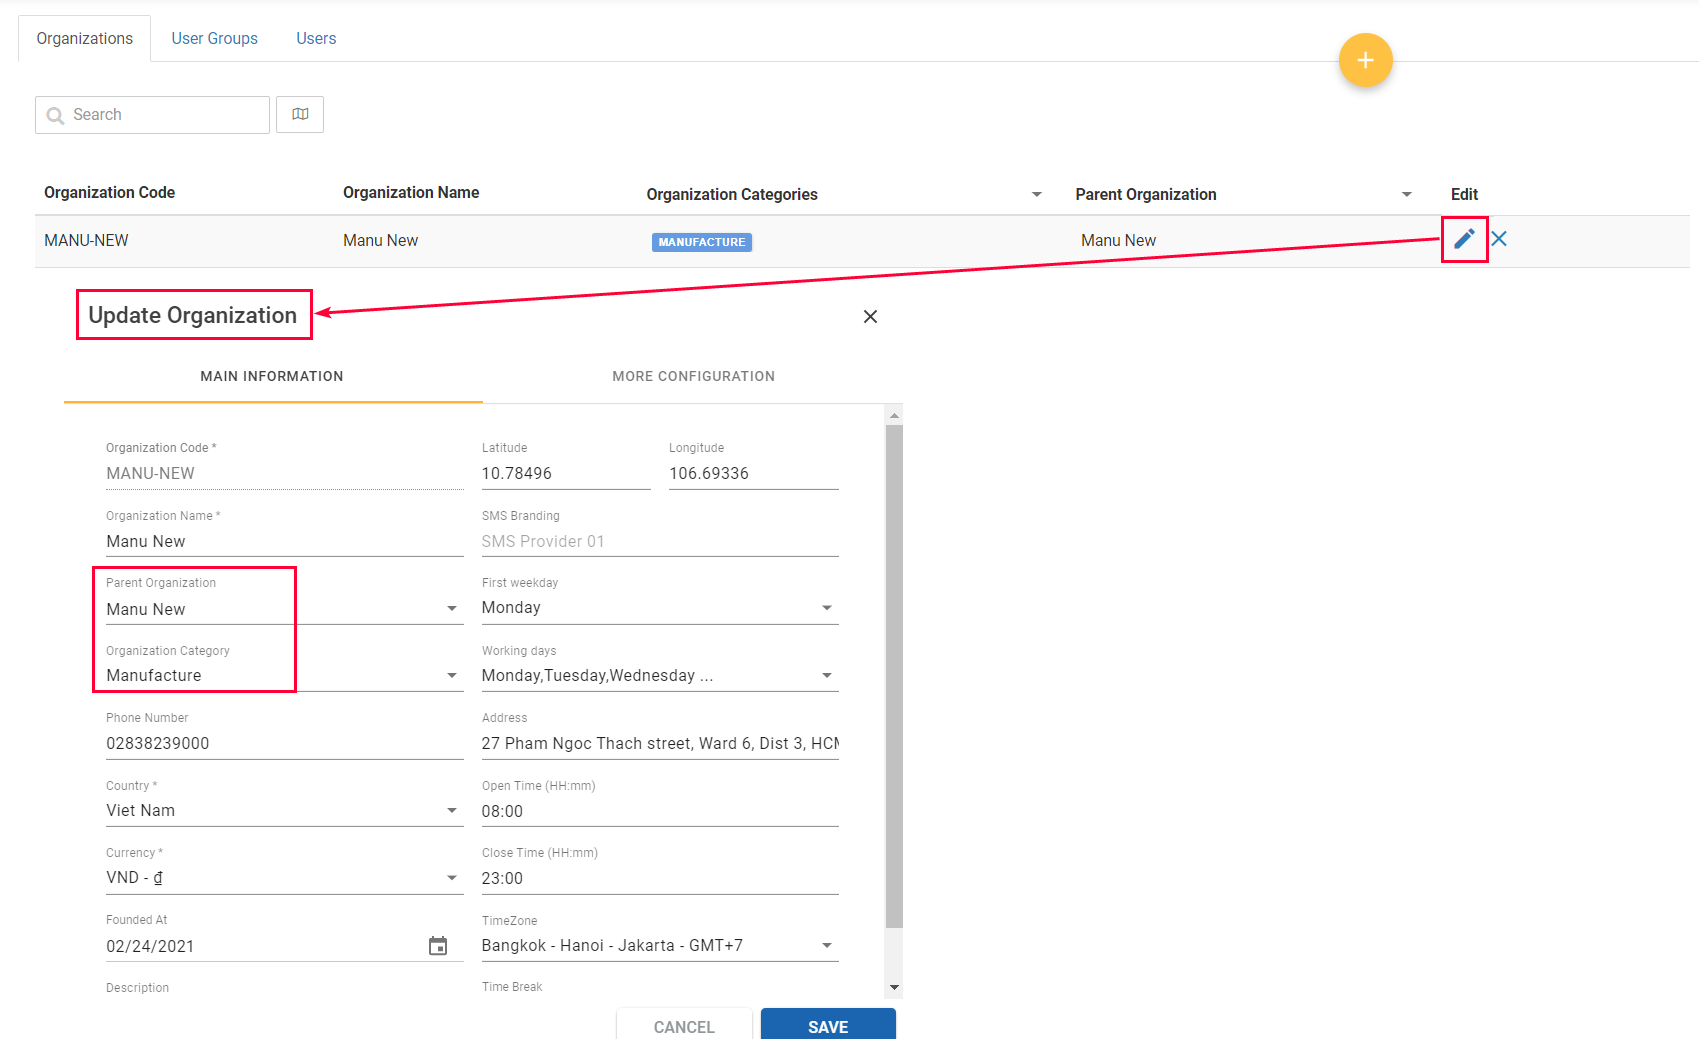 Organizations User Groups Users
+
Search
Organization Code Organization Name Organization Categories Parent Organization Edit
MANU-NEW Manu New MANUFACTURE Manu New
Update Organization
MAIN INFORMATION MORE CONFIGURATION
Organization Code * Latitude Longitude
MANU-NEW 10.78496 106.69336
Organization Name * SMS Branding
Manu New SMS Provider 01
Parent Organization First weekday
Manu New Monday
Organization Category Working days
Manufacture Monday,Tuesday,Wednesday ...
Phone Number Address
02838239000 27 Pham Ngoc Thach street, Ward 6, Dist 3, HCM
Country * Open Time (HH:mm)
Viet Nam 08:00
Currency * Close Time (HH:mm)
VND - ₫ 23:00
Founded At TimeZone
02/24/2021 Bangkok - Hanoi - Jakarta - GMT+7
Description Time Break
CANCEL SAVE